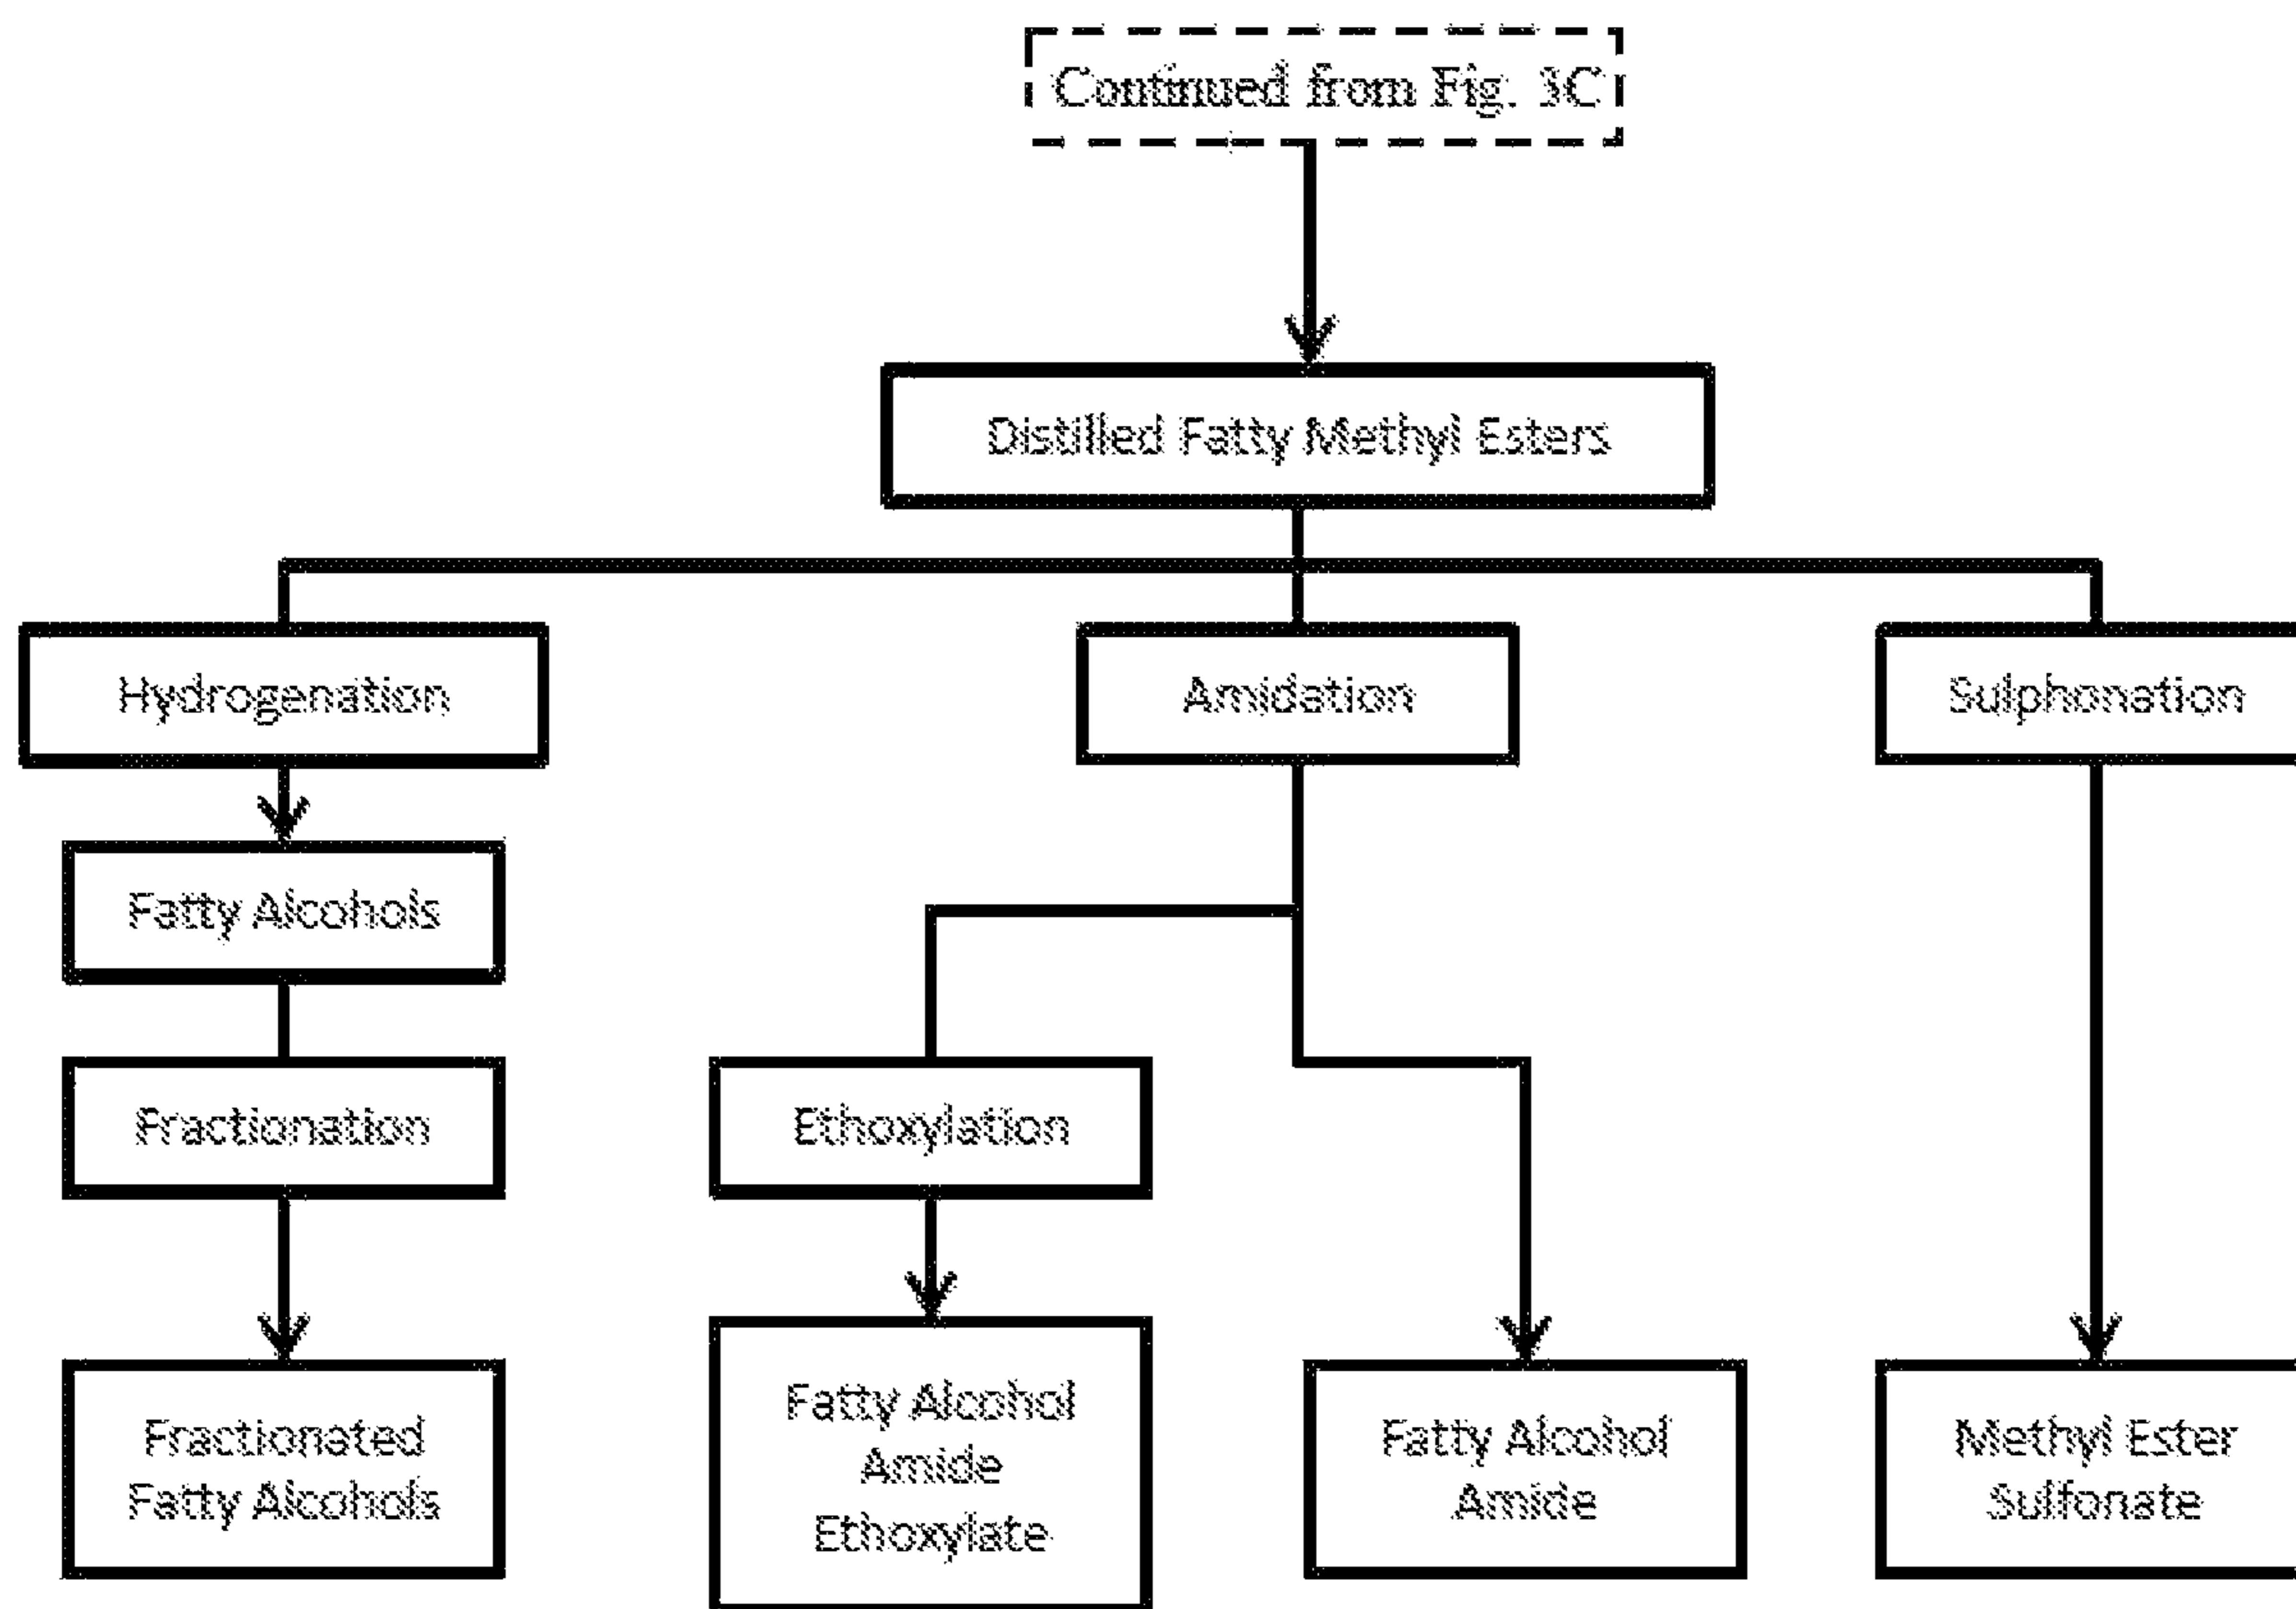 Continued from Fig. 3C
Distilled Fatty Methyl Esters
Hydrogenation
Amidation
Sulphonation
Fatty Alcohols
Fractionation
Ethoxylation
Fractionated
Fatty Alcohols
Fatty Alcohol
Amide
Ethoxylate
Fatty Alcohol
Amide
Methyl Ester
Sulfonate